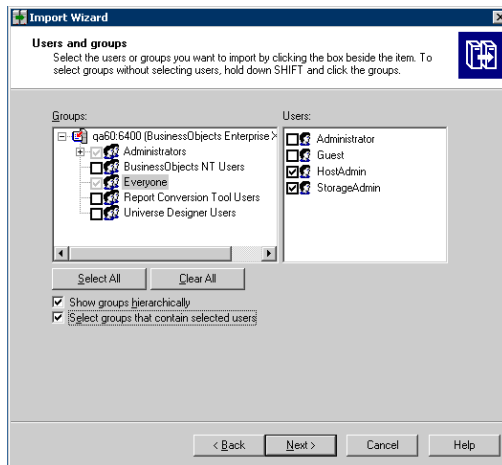 Import Wizard
Users and groups
Select the users or groups you want to import by clicking the box beside the item. To
select groups without selecting users, hold down SHIFT and click the groups.
Groups:
Users:
qa60:6400 (BusinessObjects Enterprise X
Administrators
BusinessObjects NT Users
Everyone
Report Conversion Tool Users
Universe Designer Users
Administrator
Guest
HostAdmin
StorageAdmin
Select All
Clear All
Show groups hierarchically
Select groups that contain selected users
< Back
Next >
Cancel
Help